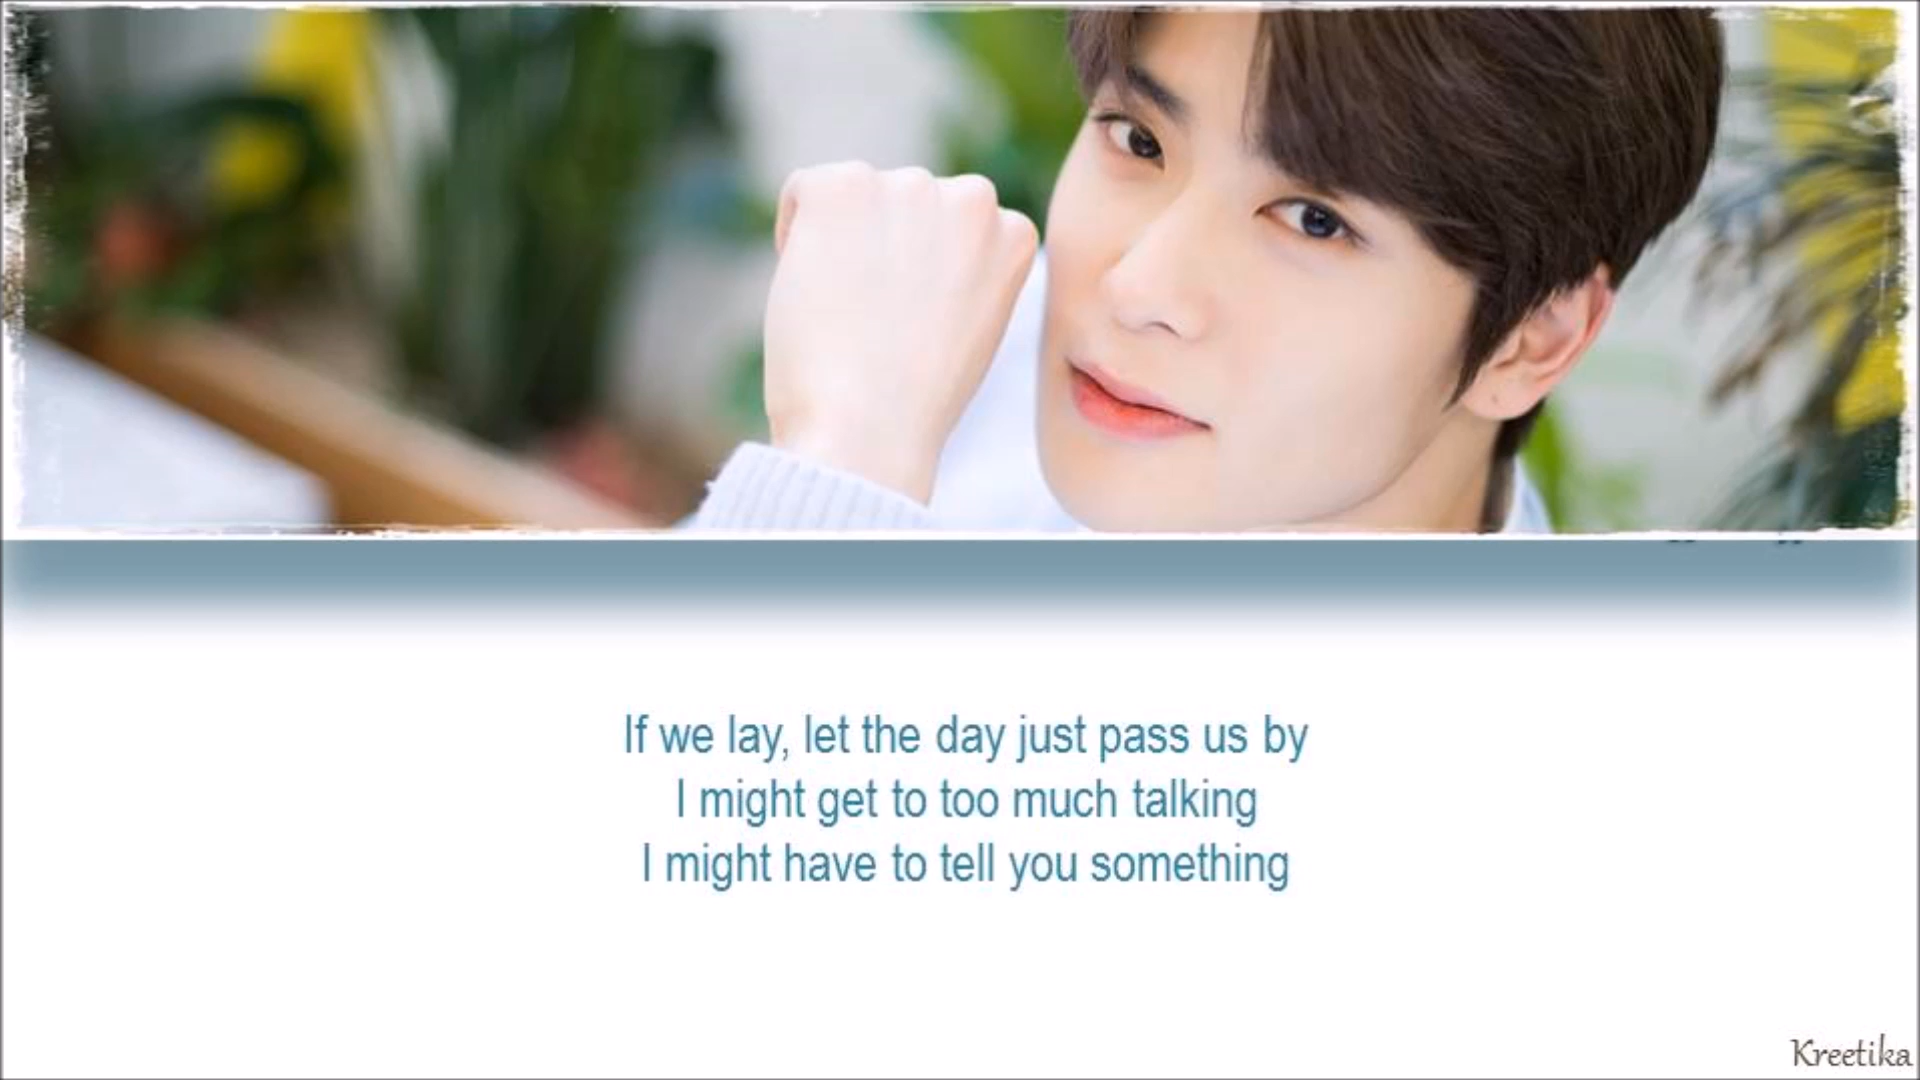 If we lay, let the day just pass us by
I might get to too much talking
I might have to tell you something
Kreetika